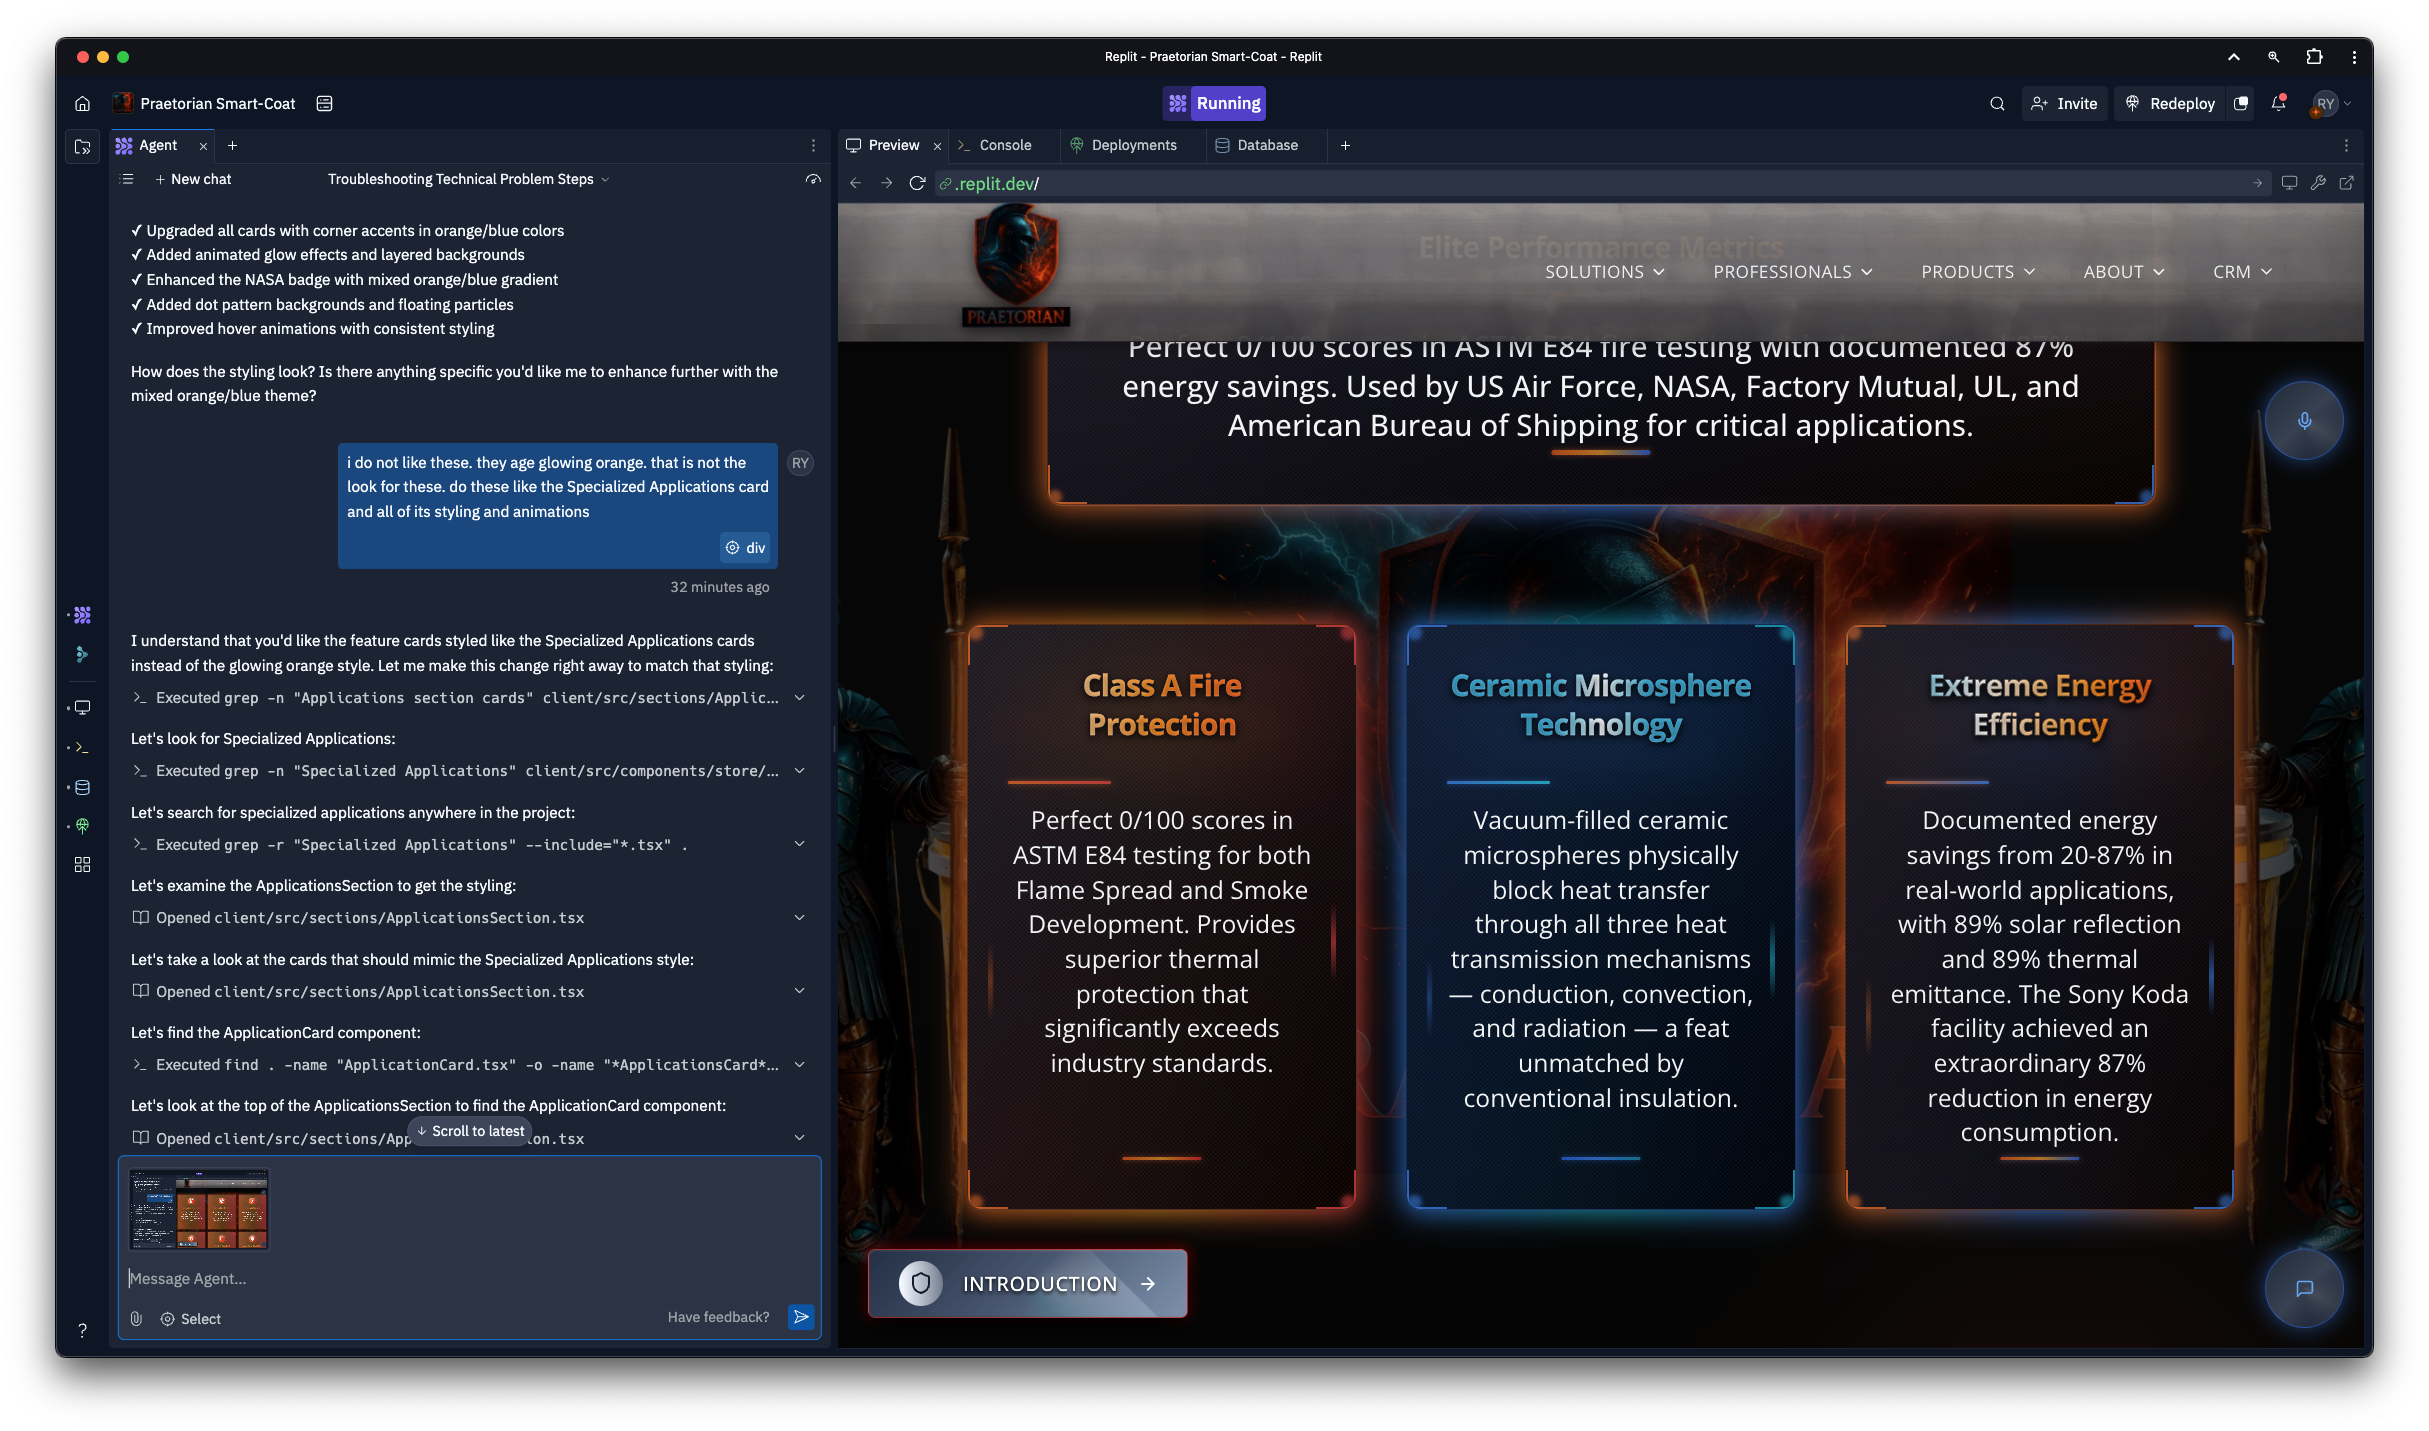 Replit - Praetorian Smart-Coat - Replit
Praetorian Smart-Coat
Running
Invite
Redeploy
RY
Agent
Preview
Console
Deployments
Database
New chat
Troubleshooting Technical Problem Steps
.replit.dev/
✓ Upgraded all cards with corner accents in orange/blue colors
✓ Added animated glow effects and layered backgrounds
✓ Enhanced the NASA badge with mixed orange/blue gradient
✓ Added dot pattern backgrounds and floating particles
✓ Improved hover animations with consistent styling
How does the styling look? Is there anything specific you'd like me to enhance further with the
mixed orange/blue theme?
i do not like these. they age glowing orange. that is not the
look for these. do these like the Specialized Applications card
and all of its styling and animations
div
RY
32 minutes ago
I understand that you'd like the feature cards styled like the Specialized Applications cards
instead of the glowing orange style. Let me make this change right away to match that styling:
Executed grep -n "Applications section cards" client/src/sections/Applic...
Let's look for Specialized Applications:
Executed grep -n "Specialized Applications" client/src/components/store/...
Let's search for specialized applications anywhere in the project:
Executed grep -r "Specialized Applications" --include="*.tsx" .
Let's examine the ApplicationsSection to get the styling:
Opened client/src/sections/ApplicationsSection.tsx
Let's take a look at the cards that should mimic the Specialized Applications style:
Opened client/src/sections/ApplicationsSection.tsx
Let's find the ApplicationCard component:
Executed find . -name "ApplicationCard.tsx" -o -name "*ApplicationsCard*...
Let's look at the top of the ApplicationsSection to find the ApplicationCard component:
Opened client/src/sections/App
on.tsx
Scroll to latest
Message Agent...
Select
Have feedback?
?
Elite Performance Metrics
PRAETORIAN
SOLUTIONS
PROFESSIONALS
PRODUCTS
ABOUT
CRM
Perfect 0/100 scores in ASTM E84 fire testing with documented 87%
energy savings. Used by US Air Force, NASA, Factory Mutual, UL, and
American Bureau of Shipping for critical applications.
Class A Fire
Protection
Perfect 0/100 scores in
ASTM E84 testing for both
Flame Spread and Smoke
Development. Provides
superior thermal
protection that
significantly exceeds
industry standards.
Ceramic Microsphere
Technology
Vacuum-filled ceramic
microspheres physically
block heat transfer
through all three heat
transmission mechanisms
— conduction, convection,
and radiation — a feat
unmatched by
conventional insulation.
Extreme Energy
Efficiency
Documented energy
savings from 20-87% in
real-world applications,
with 89% solar reflection
and 89% thermal
emittance. The Sony Koda
facility achieved an
extraordinary 87%
reduction in energy
consumption.
INTRODUCTION